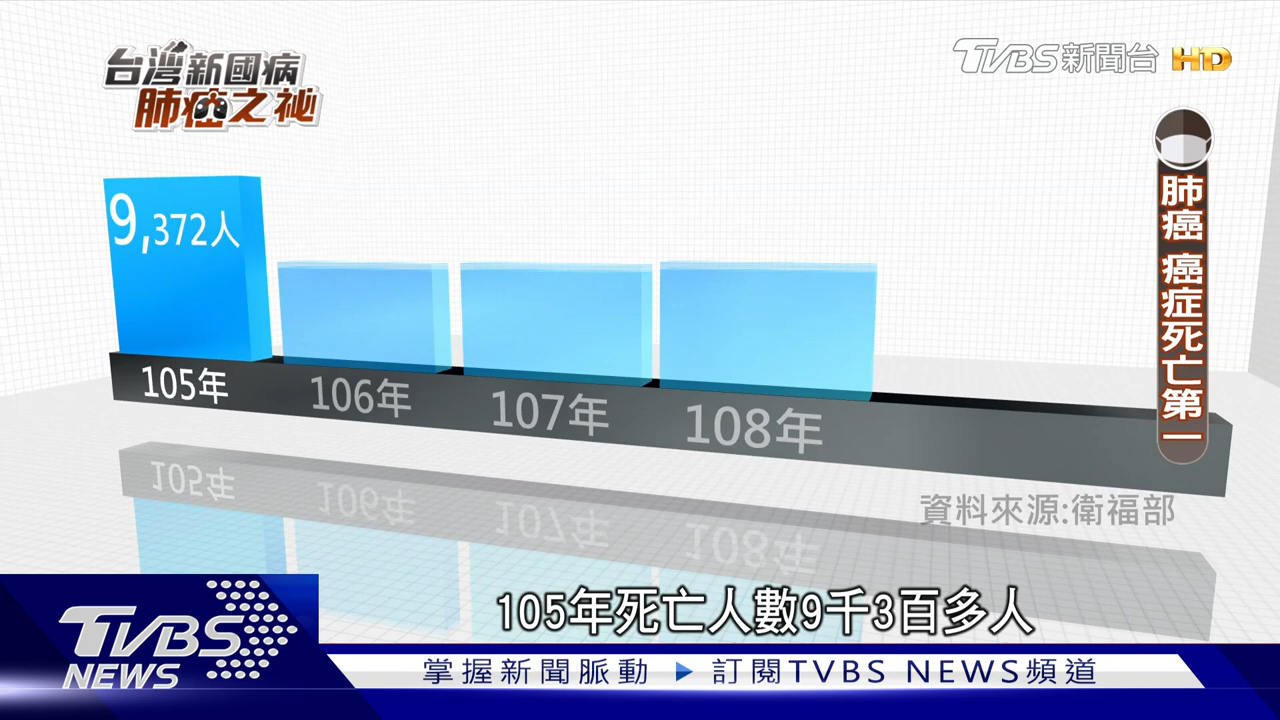 台灣新國病
肺癌之祕
TVBS新聞台 HD
肺癌 癌症死亡第一
9,372人
105年
106年
107年
108年
資料來源:衛福部
105年死亡人數9千3百多人
TVBS
NEWS
掌握新聞脈動 ▶ 訂閱TVBS NEWS頻道